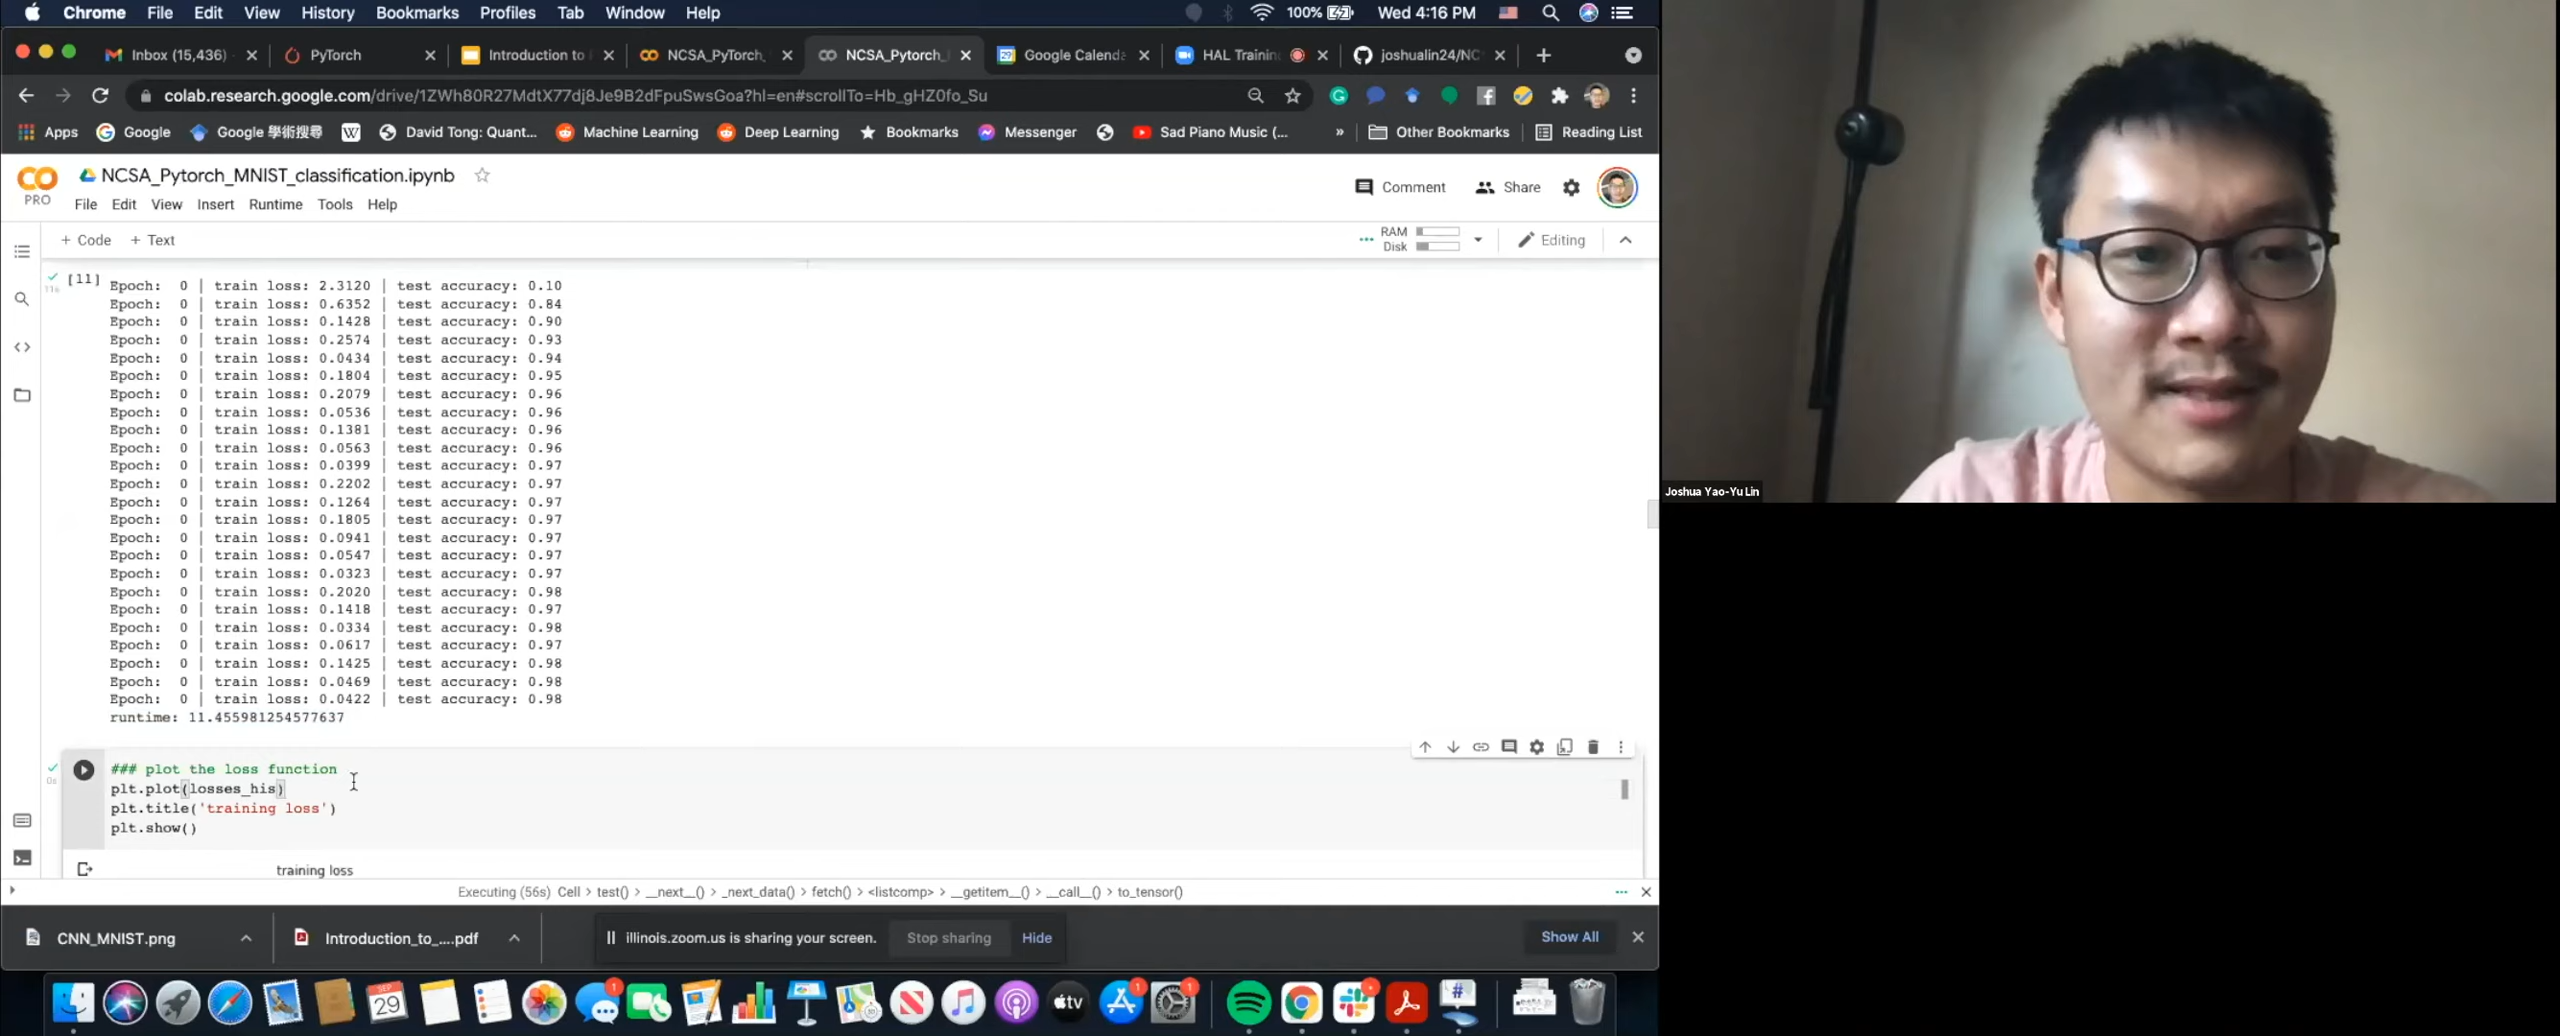 Chrome File Edit View History Bookmarks Profiles Tab Window Help 100% Wed 4:16 PM
Inbox (15,436) PyTorch Introduction to NCSA_PyTorch_ NCSA_Pytorch_ Google Calenda HAL Trainin joshualin24/NC
colab.research.google.com/drive/1ZWh80R27MdtX77dj8Je9B2dFpuSwsGoa?hl=en#scrollTo=Hb_gHZ0fo_Su
Apps Google Google 學術搜尋 W David Tong: Quant... Machine Learning Deep Learning Bookmarks Messenger Sad Piano Music (... » Other Bookmarks Reading List
CO PRO NCSA_Pytorch_MNIST_classification.ipynb Comment Share
File Edit View Insert Runtime Tools Help
+ Code + Text RAM Disk Editing
[11] Epoch: 0 | train loss: 2.3120 | test accuracy: 0.10
Epoch: 0 | train loss: 0.6352 | test accuracy: 0.84
Epoch: 0 | train loss: 0.1428 | test accuracy: 0.90
Epoch: 0 | train loss: 0.2574 | test accuracy: 0.93
Epoch: 0 | train loss: 0.0434 | test accuracy: 0.94
Epoch: 0 | train loss: 0.1804 | test accuracy: 0.95
Epoch: 0 | train loss: 0.2079 | test accuracy: 0.96
Epoch: 0 | train loss: 0.0536 | test accuracy: 0.96
Epoch: 0 | train loss: 0.1381 | test accuracy: 0.96
Epoch: 0 | train loss: 0.0563 | test accuracy: 0.96
Epoch: 0 | train loss: 0.0399 | test accuracy: 0.97
Epoch: 0 | train loss: 0.2202 | test accuracy: 0.97
Epoch: 0 | train loss: 0.1264 | test accuracy: 0.97
Epoch: 0 | train loss: 0.1805 | test accuracy: 0.97
Epoch: 0 | train loss: 0.0941 | test accuracy: 0.97
Epoch: 0 | train loss: 0.0547 | test accuracy: 0.97
Epoch: 0 | train loss: 0.0323 | test accuracy: 0.97
Epoch: 0 | train loss: 0.2020 | test accuracy: 0.98
Epoch: 0 | train loss: 0.1418 | test accuracy: 0.97
Epoch: 0 | train loss: 0.0334 | test accuracy: 0.98
Epoch: 0 | train loss: 0.0617 | test accuracy: 0.97
Epoch: 0 | train loss: 0.1425 | test accuracy: 0.98
Epoch: 0 | train loss: 0.0469 | test accuracy: 0.98
Epoch: 0 | train loss: 0.0422 | test accuracy: 0.98
runtime: 11.455981254577637
### plot the loss function
plt.plot(losses_his)
plt.title('training loss')
plt.show()
training loss
Executing (56s) Cell > test() > __next__() > _next_data() > fetch() > <listcomp> > __getitem__() > __call__() > to_tensor()
CNN_MNIST.png Introduction_to_....pdf illinois.zoom.us is sharing your screen. Stop sharing Hide Show All
SEP 29 1 tv 1 1 #
Joshua Yao-Yu Lin